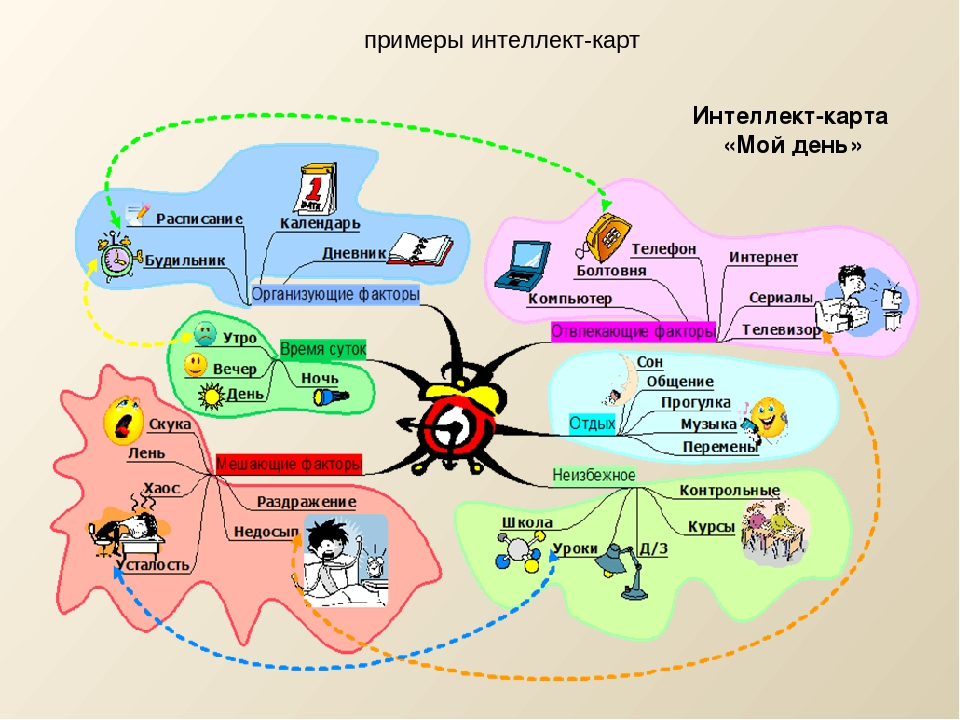 примеры интеллект-карт
Интеллект-карта
«Мой день»
Расписание
Календарь
Будильник
Дневник
Организующие факторы
Телефон
Болтовня
Интернет
Компьютер
Сериалы
Отвлекающие факторы
Телевизор
Утро
Время суток
Вечер
Ночь
День
Сон
Общение
Прогулка
Отдых
Музыка
Перемены
Скука
Лень
Мешающие факторы
Хаос
Раздражение
Недосып
Усталость
Неизбежное
Контрольные
Школа
Курсы
Уроки
Д/З
1